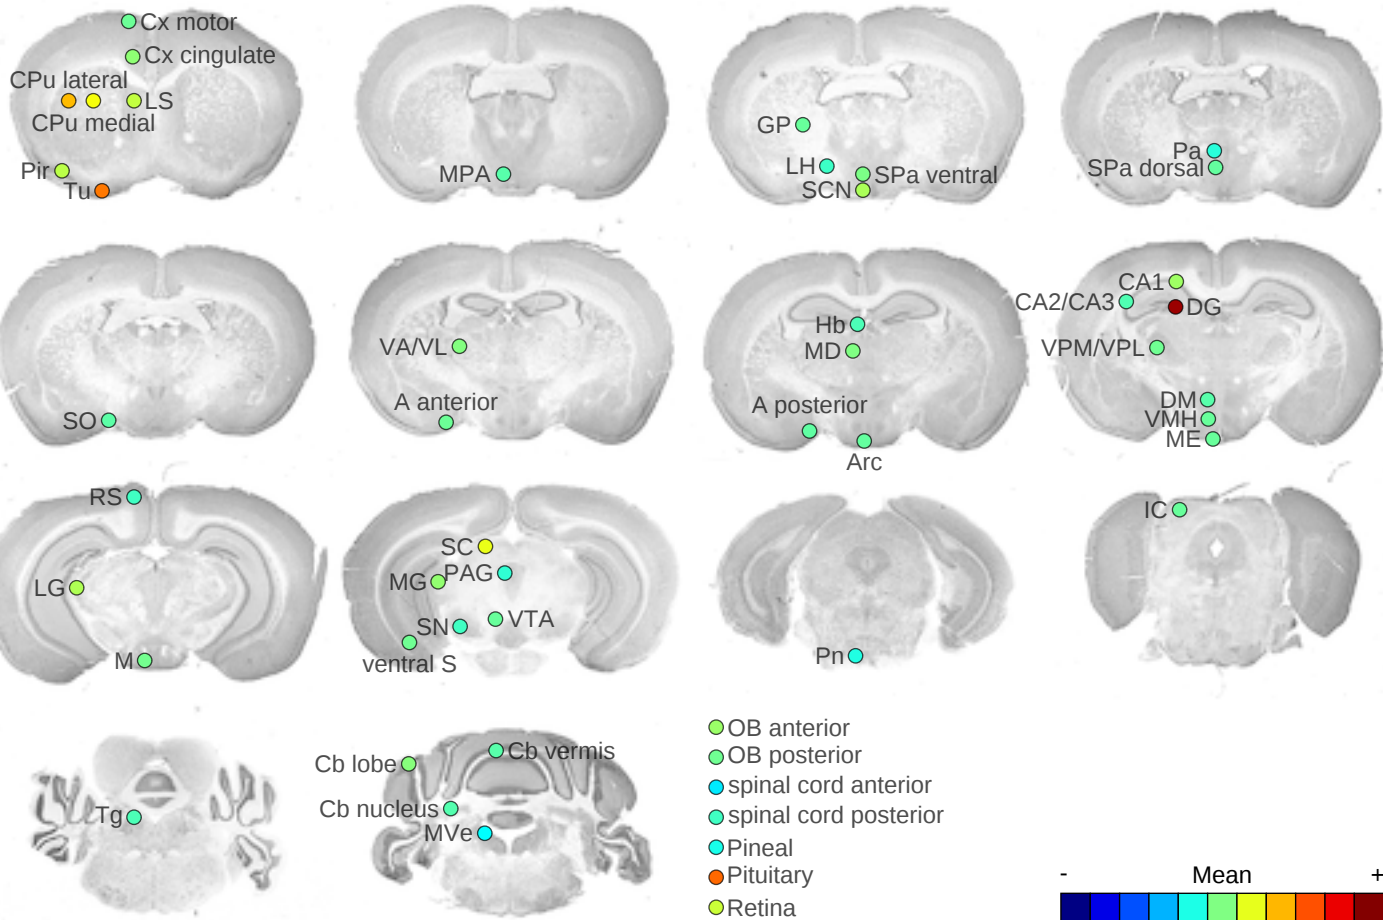 Cx motor
Cx cingulate
CPu lateral
LS
CPu medial
Pir
Tu
MPA
GP
LH
SPa ventral
SCN
Pa
SPa dorsal
SO
VA/VL
A anterior
Hb
MD
A posterior
Arc
CA1
CA2/CA3
DG
VPM/VPL
DM
VMH
ME
RS
LG
M
SC
PAG
MG
SN
VTA
ventral S
Pn
IC
Tg
Cb lobe
Cb vermis
Cb nucleus
MVe
OB anterior
OB posterior
spinal cord anterior
spinal cord posterior
Pineal
Pituitary
Retina
- Mean +